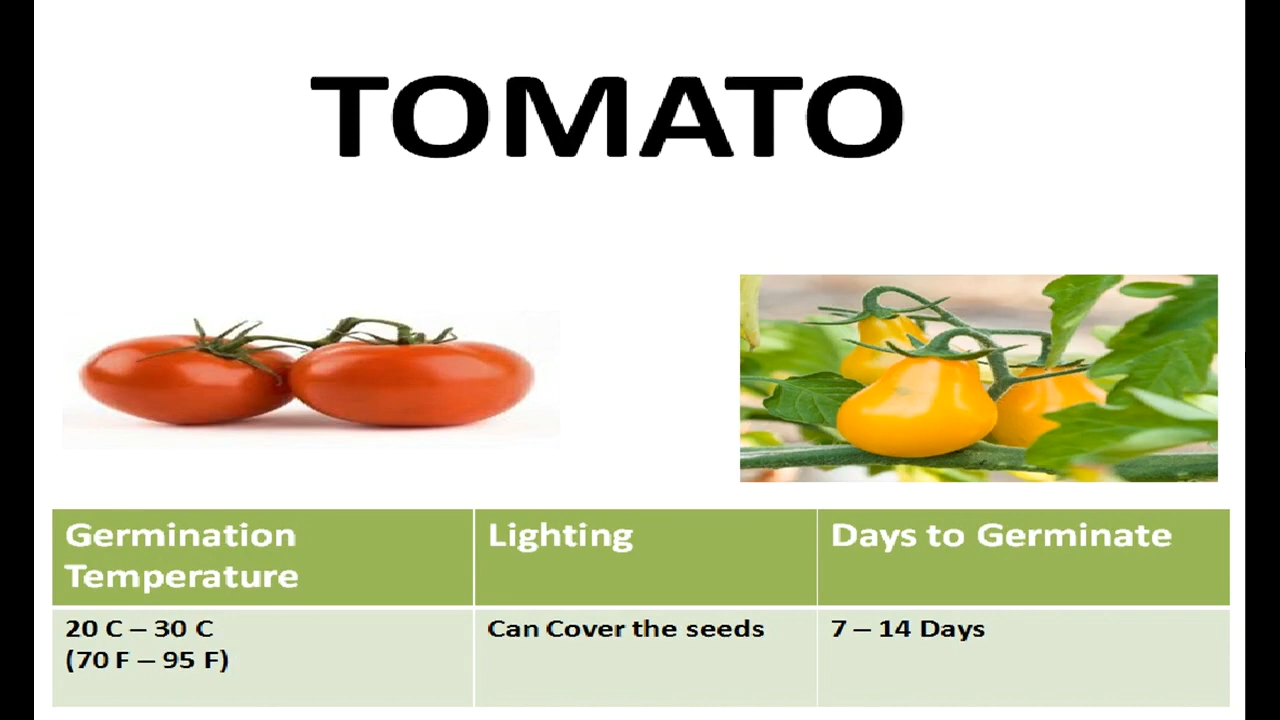 TOMATO
Germination Temperature
Lighting
Days to Germinate
20 C – 30 C
(70 F – 95 F)
Can Cover the seeds
7 – 14 Days